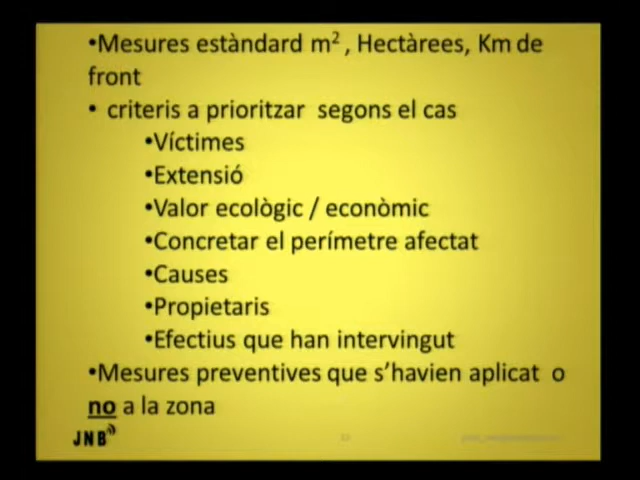 •Mesures estàndard m², Hectàrees, Km de
front
• criteris a prioritzar segons el cas
•Víctimes
•Extensió
•Valor ecològic / econòmic
•Concretar el perímetre afectat
•Causes
•Propietaris
•Efectius que han intervingut
•Mesures preventives que s'havien aplicat o
no a la zona
JNB